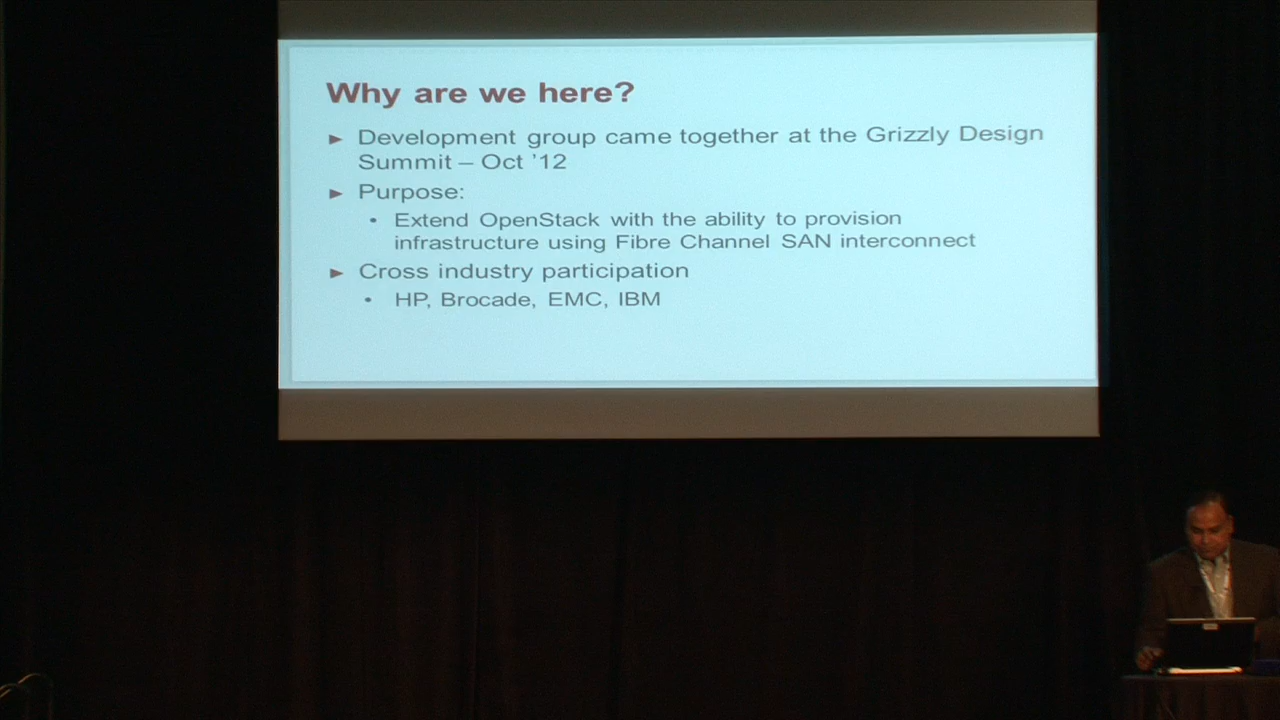 Why are we here?
► Development group came together at the Grizzly Design
Summit – Oct ’12
► Purpose:
• Extend OpenStack with the ability to provision
infrastructure using Fibre Channel SAN interconnect
► Cross industry participation
• HP, Brocade, EMC, IBM